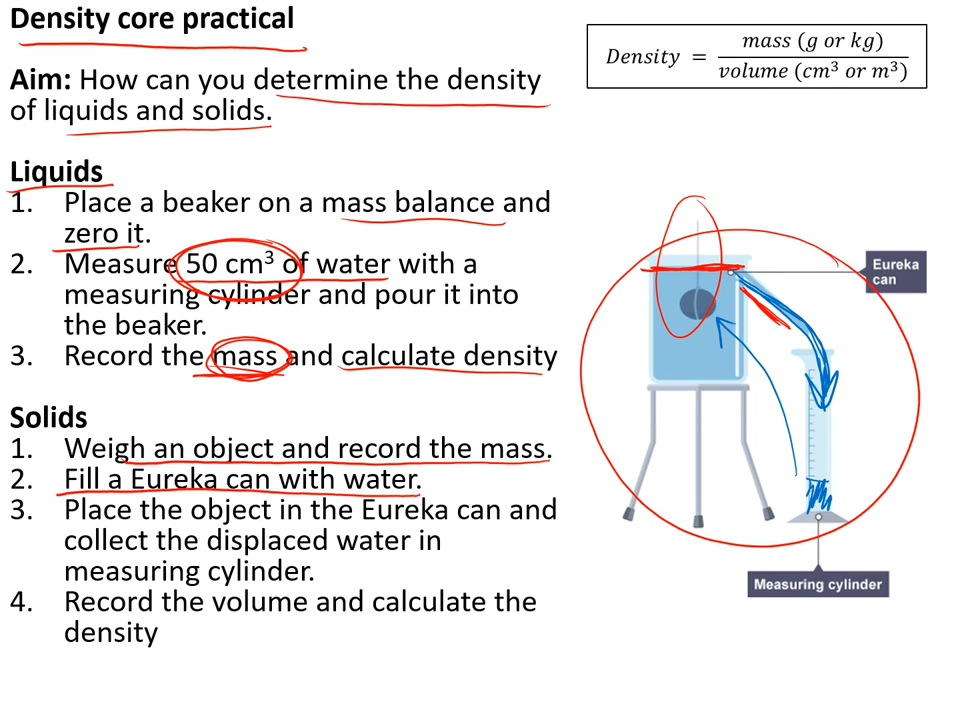 Density core practical
Density = mass (g or kg) / volume (cm³ or m³)
Aim: How can you determine the density
of liquids and solids.
Liquids
1. Place a beaker on a mass balance and
zero it.
2. Measure 50 cm³ of water with a
measuring cylinder and pour it into
the beaker.
3. Record the mass and calculate density
Solids
1. Weigh an object and record the mass.
2. Fill a Eureka can with water.
3. Place the object in the Eureka can and
collect the displaced water in
measuring cylinder.
4. Record the volume and calculate the
density
Eureka
can
Measuring cylinder